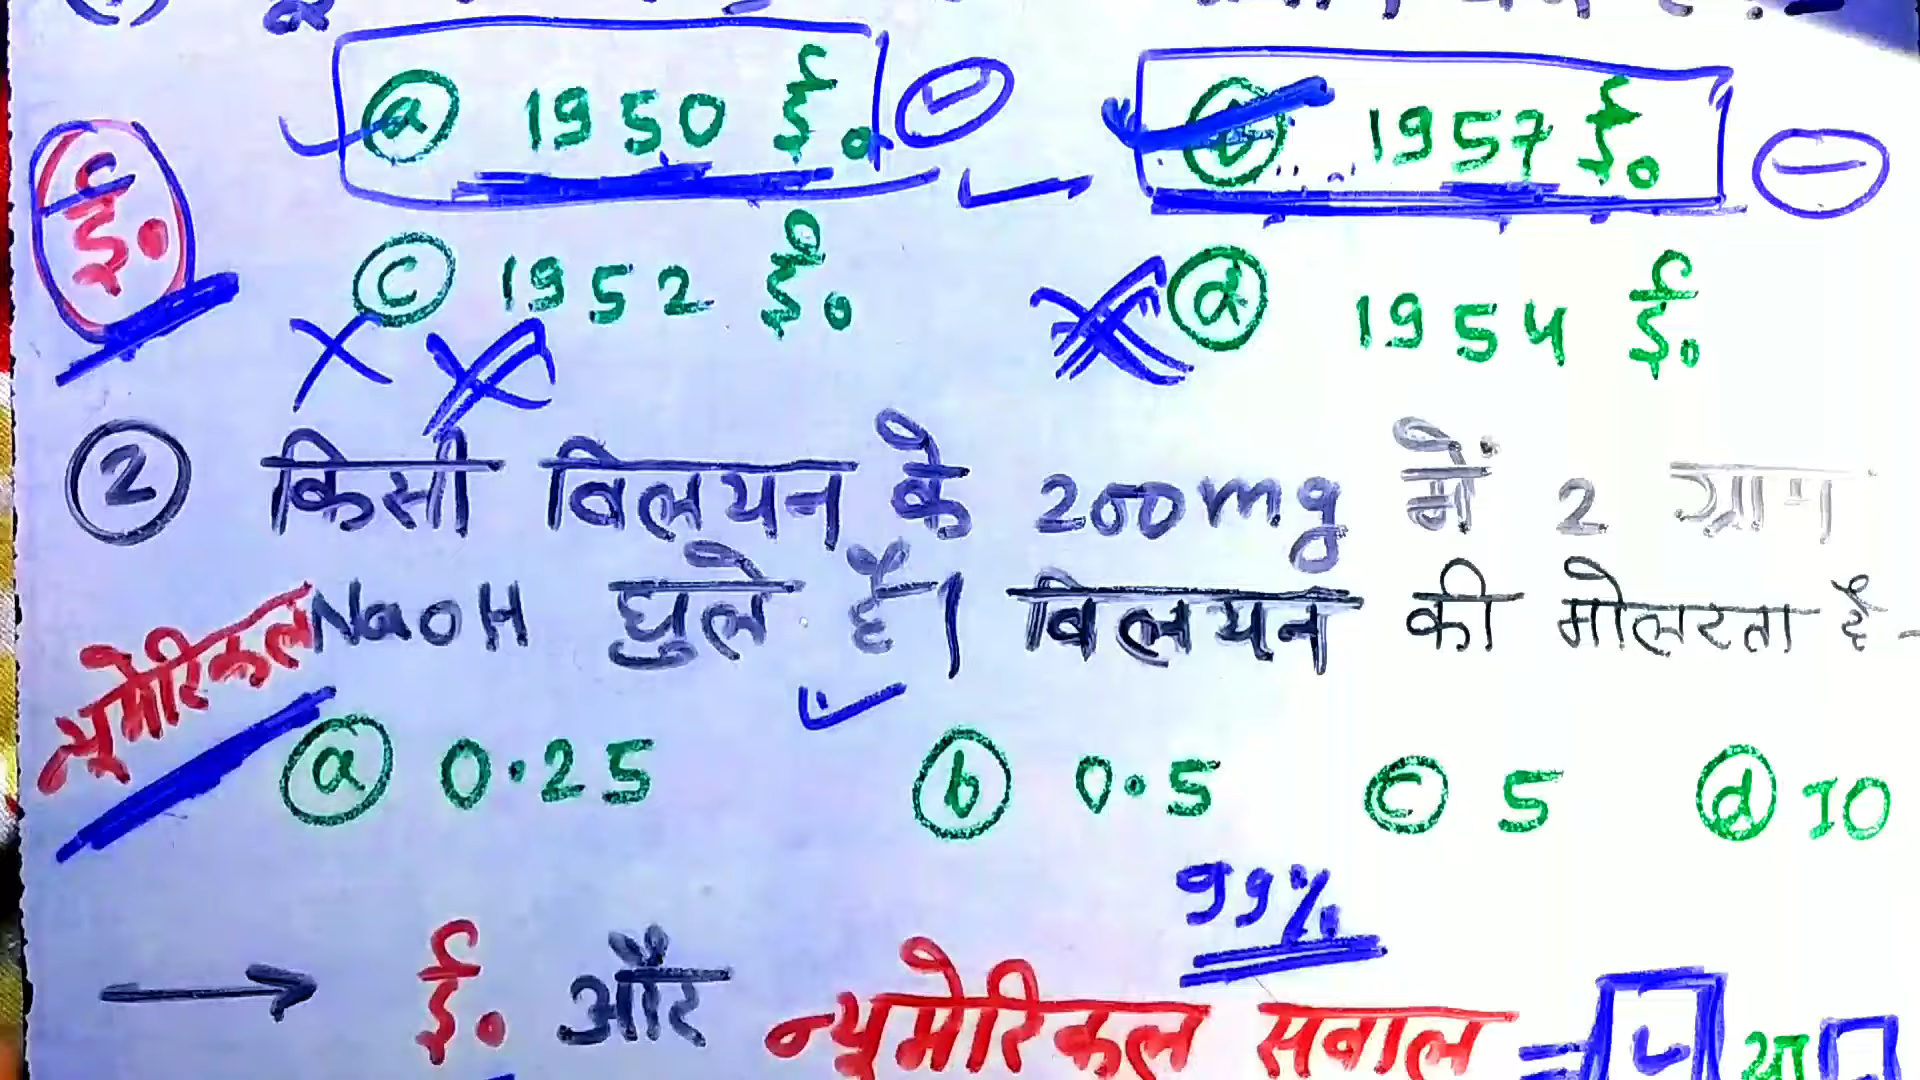 ⓐ 1950 ई० ⓑ 1957 ई०
ई०
ⓒ 1952 ई० ⓓ 1954 ई०
② किसी विलयन के 200mg में 2 ग्राम
न्यूमेरिकल NaOH घुले हैं। विलयन की मोलरता है -
ⓐ 0.25 ⓑ 0.5 ⓒ 5 ⓓ 10
99%
→ ई० और न्यूमेरिकल सवाल = या